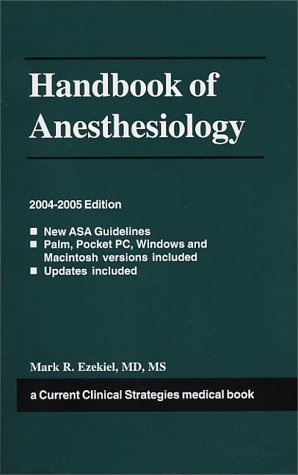 Handbook of
Anesthesiology
2004-2005 Edition
■ New ASA Guidelines
■ Palm, Pocket PC, Windows and
Macintosh versions included
■ Updates included
Mark R. Ezekiel, MD, MS
a Current Clinical Strategies medical book